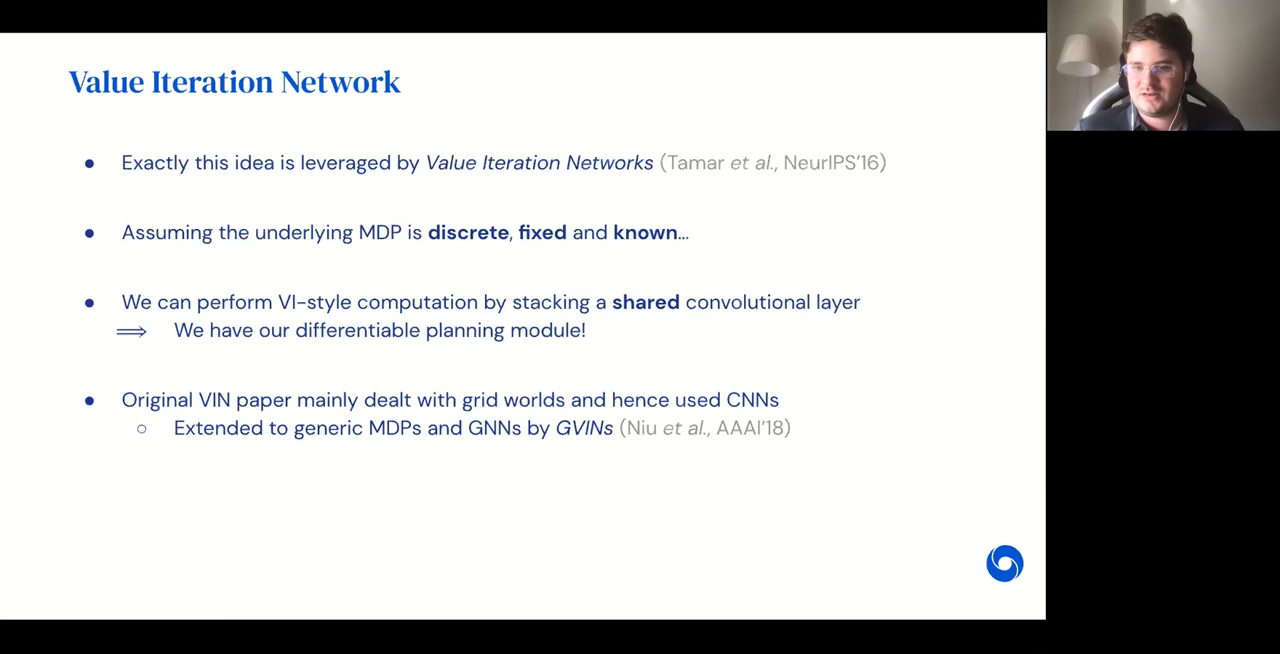 Value Iteration Network
● Exactly this idea is leveraged by Value Iteration Networks (Tamar et al., NeurIPS'16)
● Assuming the underlying MDP is discrete, fixed and known…
● We can perform VI-style computation by stacking a shared convolutional layer
⟹ We have our differentiable planning module!
● Original VIN paper mainly dealt with grid worlds and hence used CNNs
○ Extended to generic MDPs and GNNs by GVINs (Niu et al., AAAI'18)